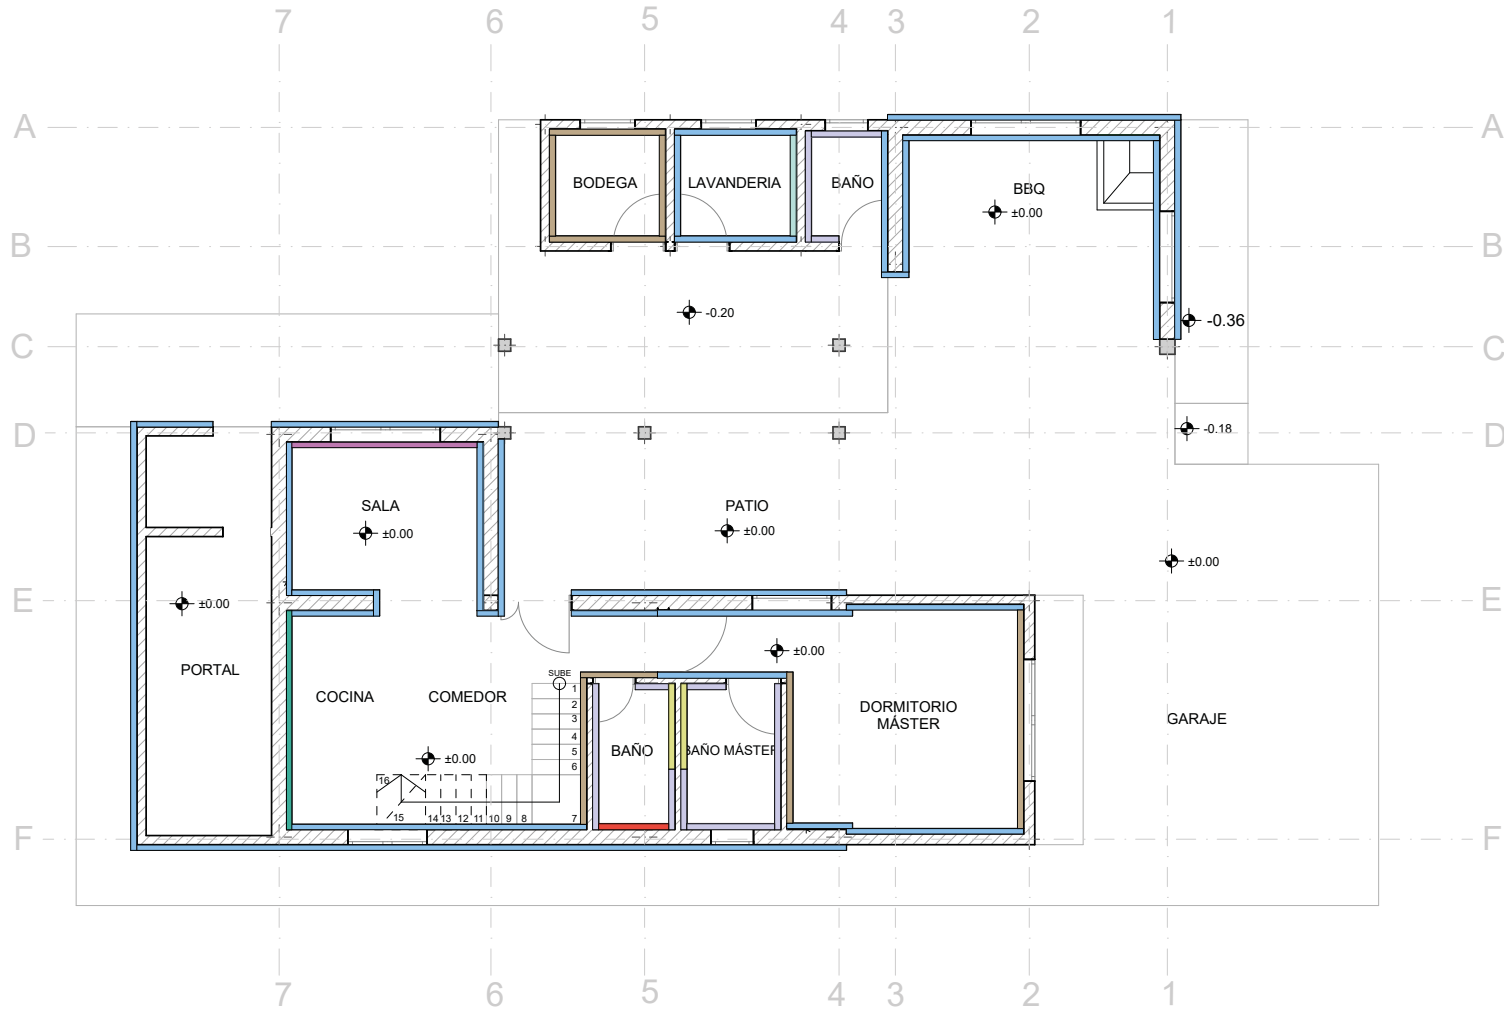 7 6 5 4 3 2 1
A A
BODEGA LAVANDERIA BAÑO BBQ
±0.00
B B
-0.20 -0.36
C C
-0.18
D D
SALA PATIO
±0.00 ±0.00
±0.00
E E
±0.00
±0.00
PORTAL
SUBE
COCINA COMEDOR
1
2
3
4
5
6
7
DORMITORIO
MÁSTER
GARAJE
BAÑO BAÑO MÁSTER
±0.00
16
15 14 13 12 11 10 9 8
F F
7 6 5 4 3 2 1